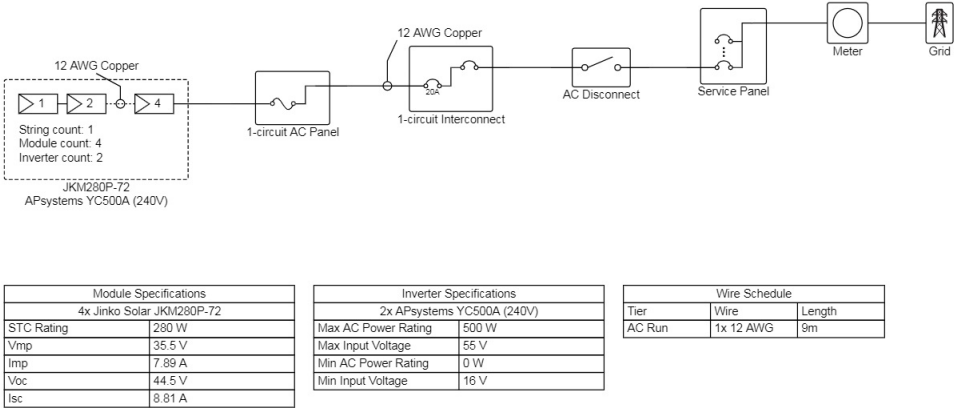 12 AWG Copper
12 AWG Copper
1
2
4
String count: 1
Module count: 4
Inverter count: 2
JKM280P-72
APsystems YC500A (240V)
1-circuit AC Panel
20A
1-circuit Interconnect
AC Disconnect
Service Panel
Meter
Grid
Module Specifications
4x Jinko Solar JKM280P-72
STC Rating 280 W
Vmp 35.5 V
Imp 7.89 A
Voc 44.5 V
Isc 8.81 A
Inverter Specifications
2x APsystems YC500A (240V)
Max AC Power Rating 500 W
Max Input Voltage 55 V
Min AC Power Rating 0 W
Min Input Voltage 16 V
Wire Schedule
Tier Wire Length
AC Run 1x 12 AWG 9m